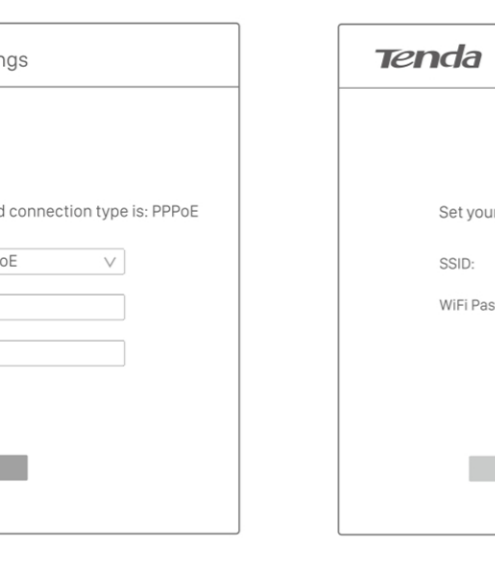 ngs
d connection type is: PPPoE
oE
Tenda
Set your
SSID:
WiFi Pas